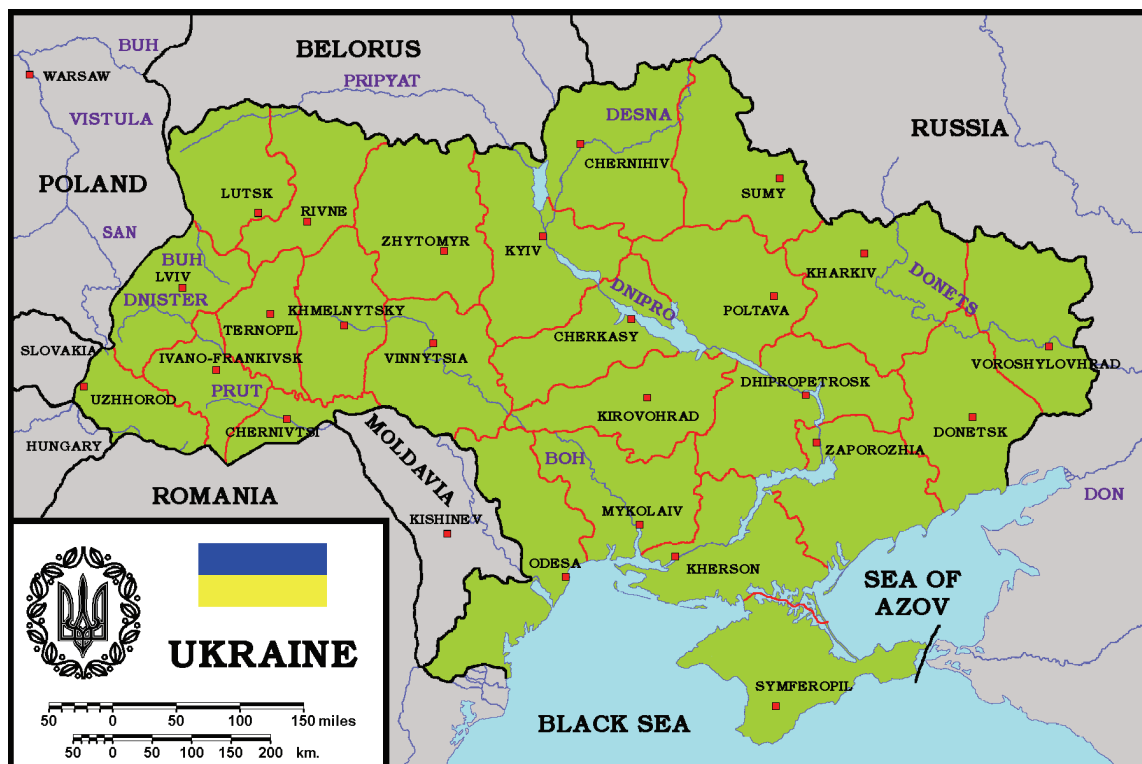 BUH
BELORUS
WARSAW
PRIPYAT
VISTULA
DESNA
RUSSIA
CHERNIHIV
POLAND
LUTSK
SUMY
RIVNE
SAN
ZHYTOMYR
KYIV
BUH
LVIV
KHARKIV
DNISTER
DNIPRO
DONETS
KHMELNYTSKY
POLTAVA
TERNOPIL
CHERKASY
SLOVAKIA
IVANO-FRANKIVSK
VINNYTSIA
VOROSHYLOVHRAD
UZHHOROD
PRUT
DHIPROPETROSK
KIROVOHRAD
CHERNIVTSI
DONETSK
HUNGARY
MOLDAVIA
ZAPOROZHIA
BOH
ROMANIA
DON
KISHINEV
MYKOLAIV
ODESA
KHERSON
SEA OF
AZOV
UKRAINE
SYMFEROPIL
BLACK SEA
50 0 50 100 150 miles
50 0 50 100 150 200 km.